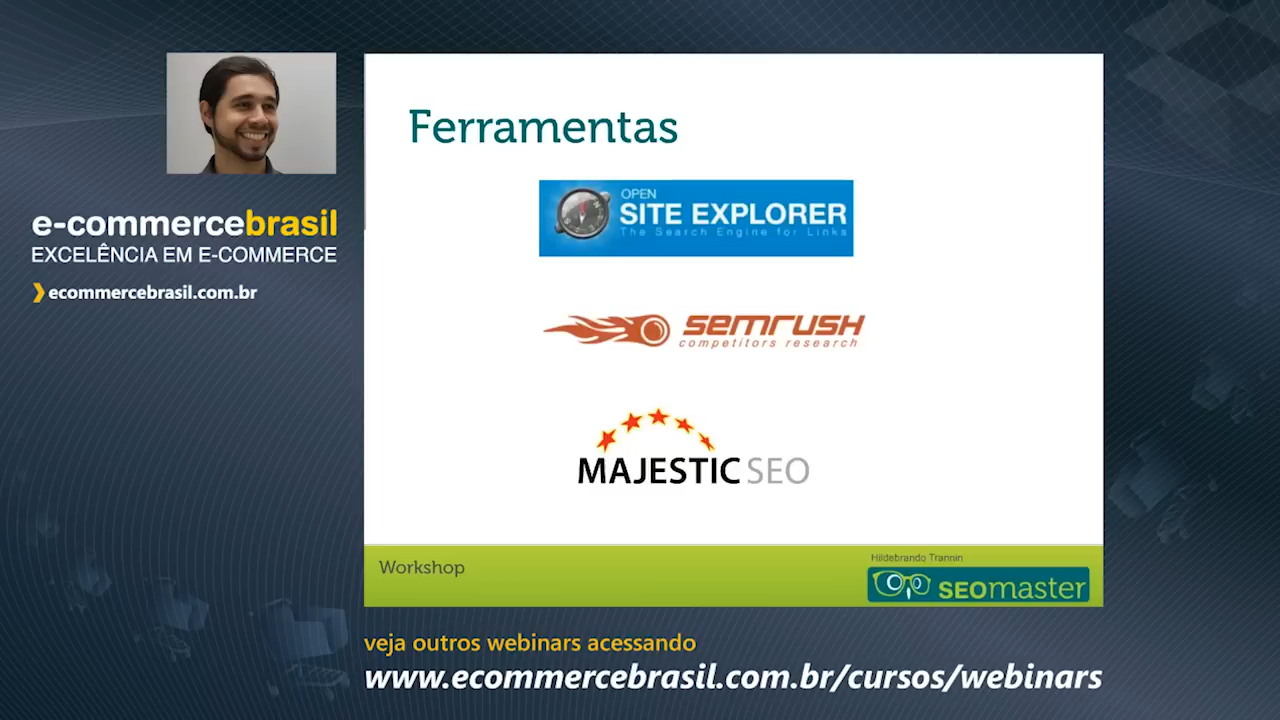 Ferramentas
OPEN
SITE EXPLORER
The Search Engine for Links
semrush
competitors research
MAJESTIC SEO
Workshop
Hildebrando Trannin
SEOmaster
e-commercebrasil
EXCELÊNCIA EM E-COMMERCE
ecommercebrasil.com.br
veja outros webinars acessando
www.ecommercebrasil.com.br/cursos/webinars